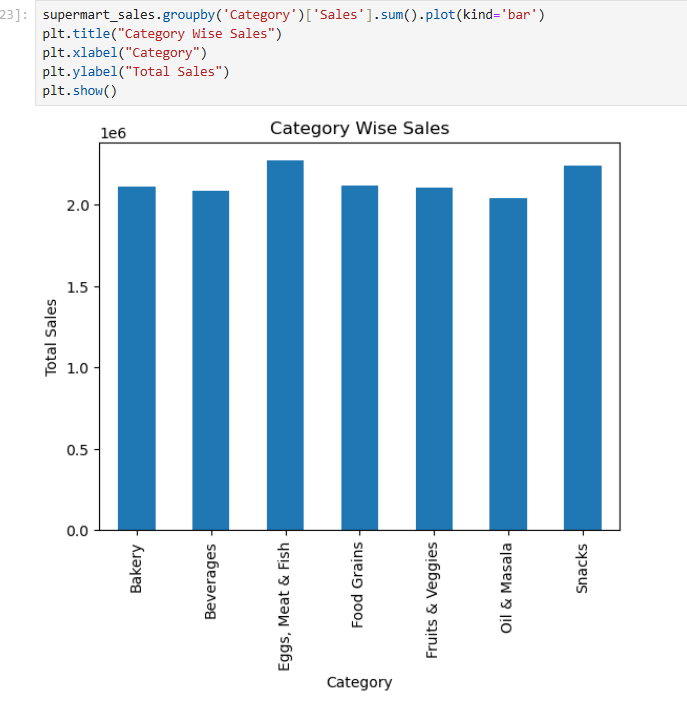 23]:
supermart_sales.groupby('Category')['Sales'].sum().plot(kind='bar')
plt.title("Category Wise Sales")
plt.xlabel("Category")
plt.ylabel("Total Sales")
plt.show()
Category Wise Sales
1e6
2.0
1.5
1.0
0.5
0.0
Total Sales
Bakery
Beverages
Eggs, Meat & Fish
Food Grains
Fruits & Veggies
Oil & Masala
Snacks
Category